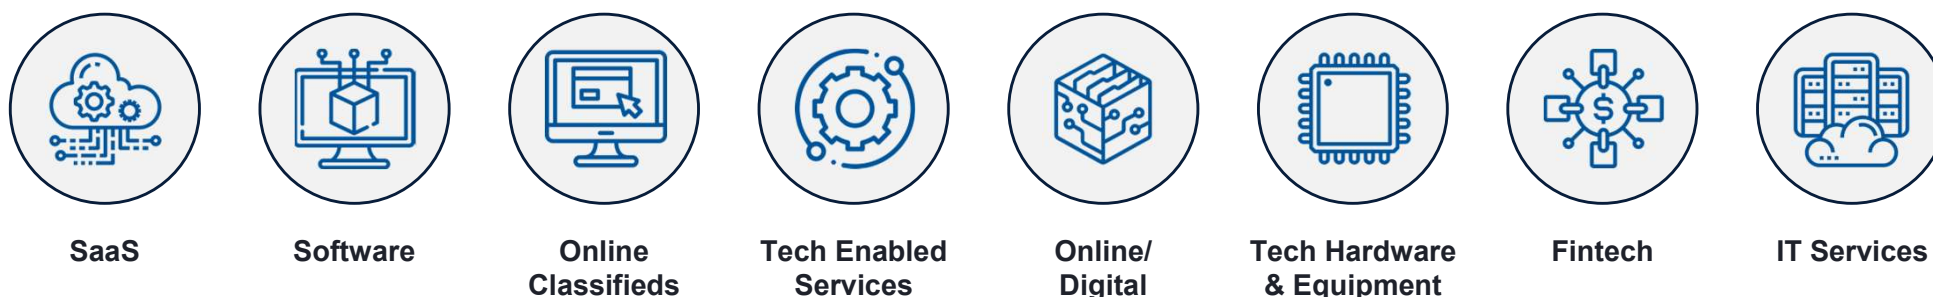 SaaS
Software
Online
Classifieds
Tech Enabled
Services
Online/
Digital
Tech Hardware
& Equipment
$
Fintech
IT Services